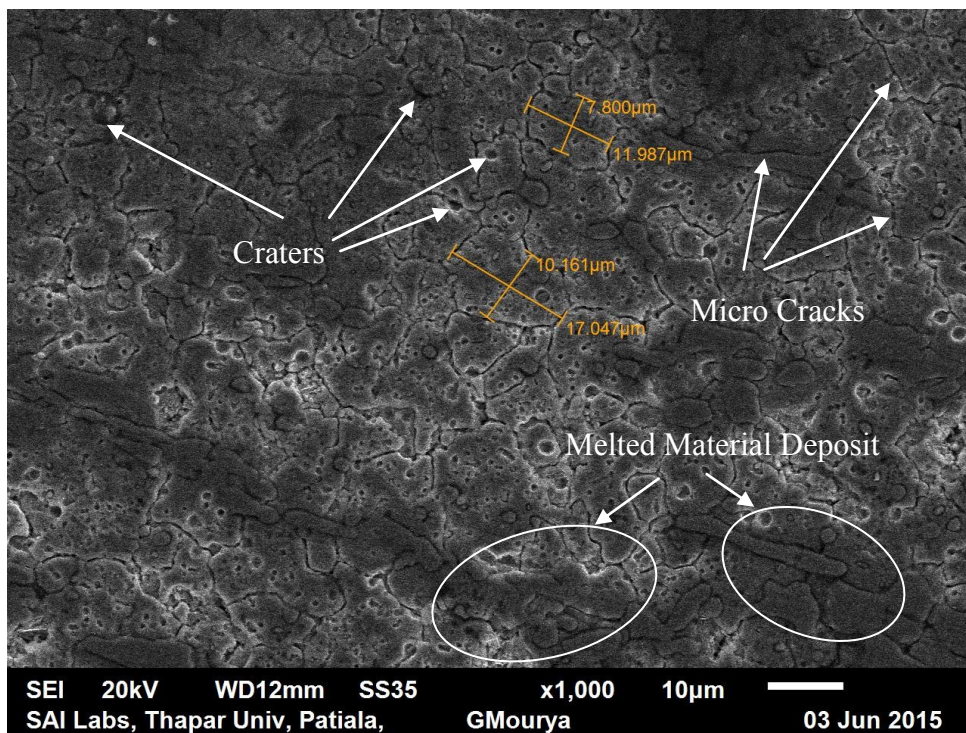 7.800µm
11.987µm
Craters
10.161µm
17.047µm
Micro Cracks
Melted Material Deposit
SEI 20kV WD12mm SS35 x1,000 10µm
SAI Labs, Thapar Univ, Patiala, GMourya 03 Jun 2015